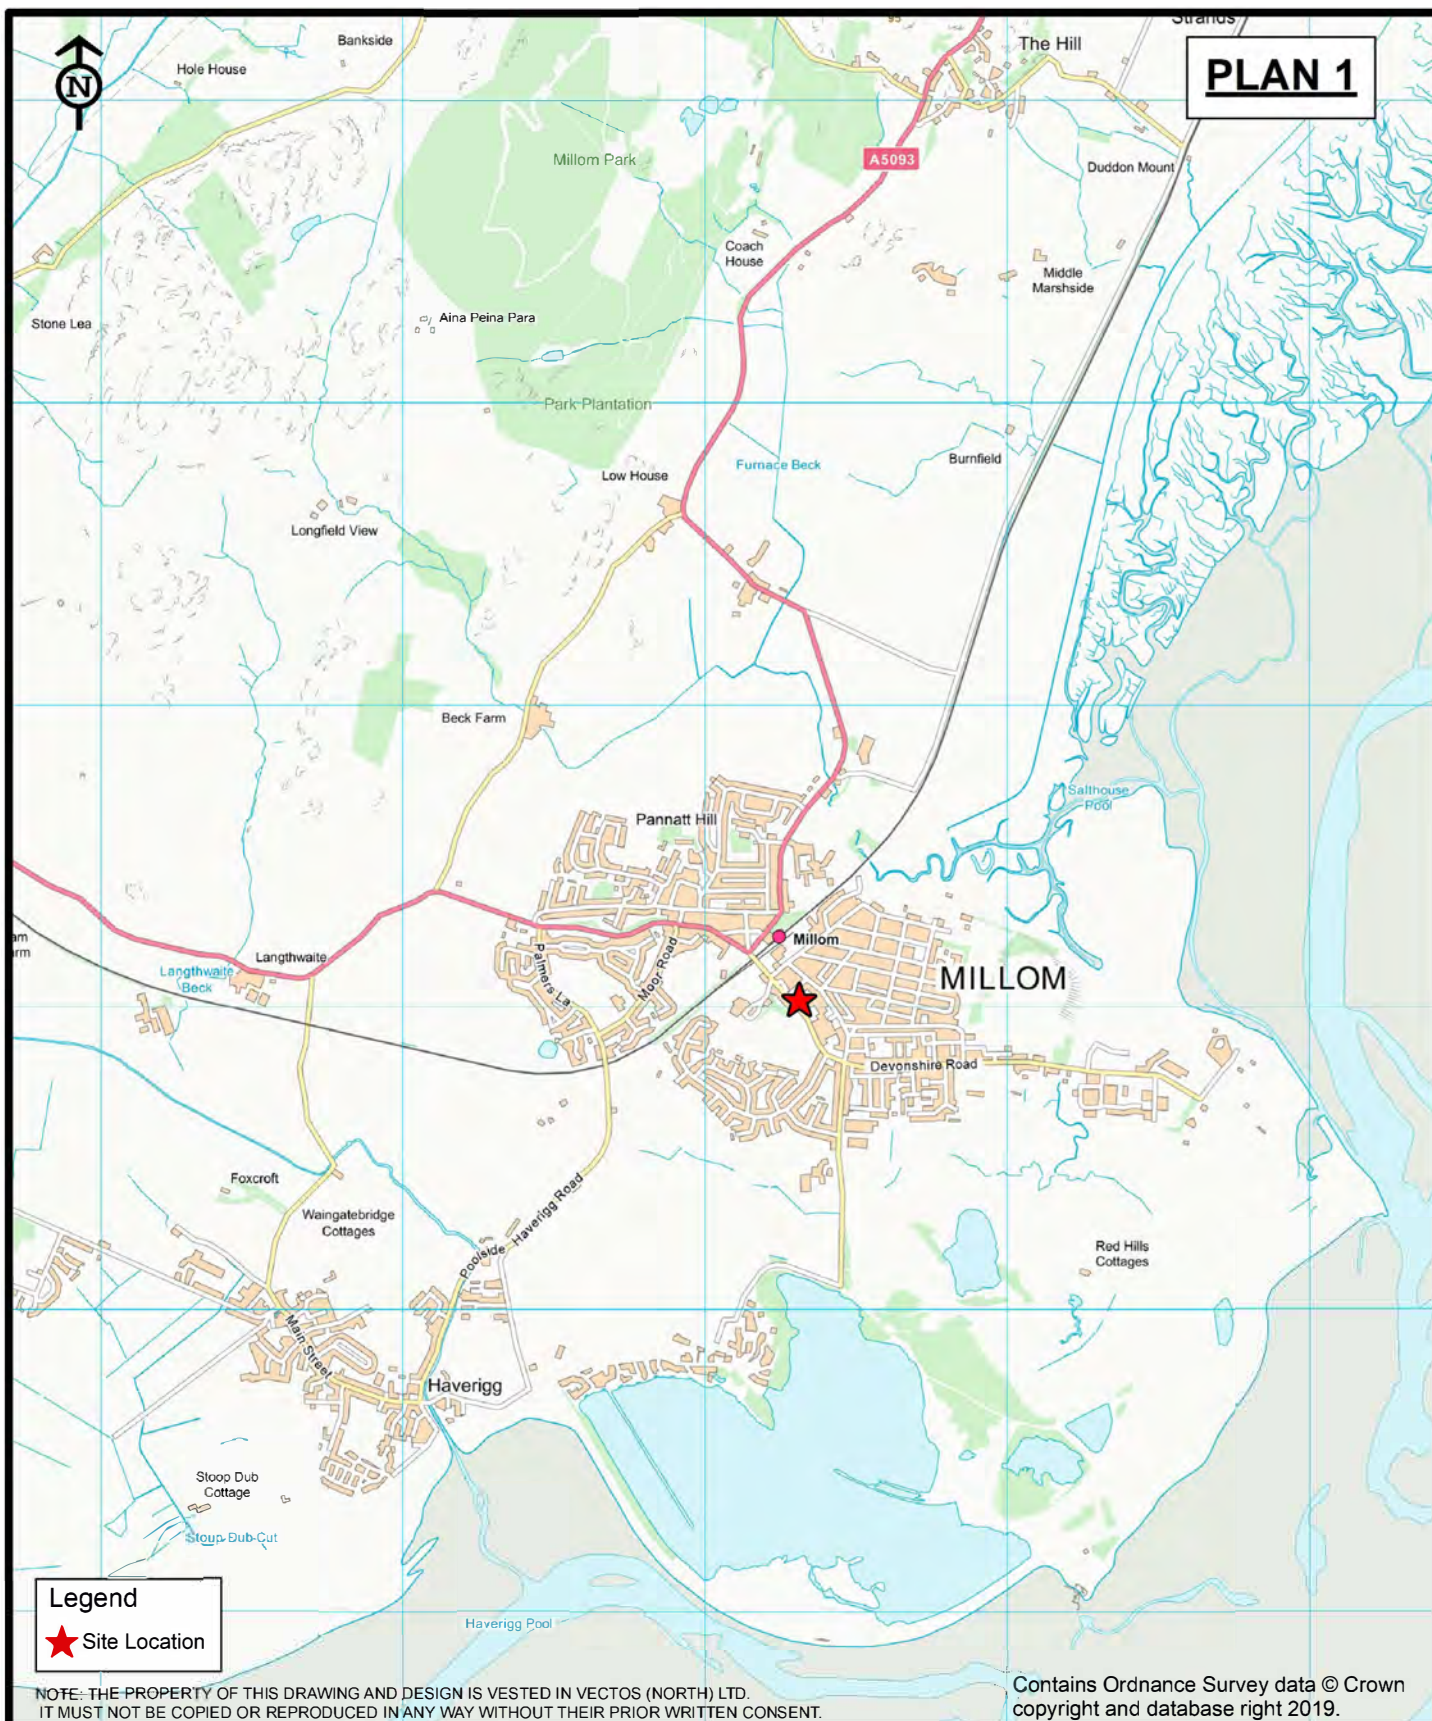 Strands
95
Bankside
The Hill
PLAN 1
Hole House
N
Millom Park
A5093
Duddon Mount
Coach
House
Middle
Marshside
Stone Lea
Aina Peina Para
Park Plantation
Low House
Furnace Beck
Burnfield
Longfield View
Beck Farm
Salthouse
Pool
Pannatt Hill
am
rm
Langthwaite
Langthwaite
Beck
Palmers La
Moor Road
Millom
MILLOM
Devonshire Road
Foxcroft
Waingatebridge
Cottages
Haverigg Road
Poolside
Red Hills
Cottages
Main Street
Haverigg
Stoop Dub
Cottage
Stoup Dub Cut
Legend
Site Location
Haverigg Pool
NOTE: THE PROPERTY OF THIS DRAWING AND DESIGN IS VESTED IN VECTOS (NORTH) LTD.
IT MUST NOT BE COPIED OR REPRODUCED IN ANY WAY WITHOUT THEIR PRIOR WRITTEN CONSENT.
Contains Ordnance Survey data © Crown
copyright and database right 2019.